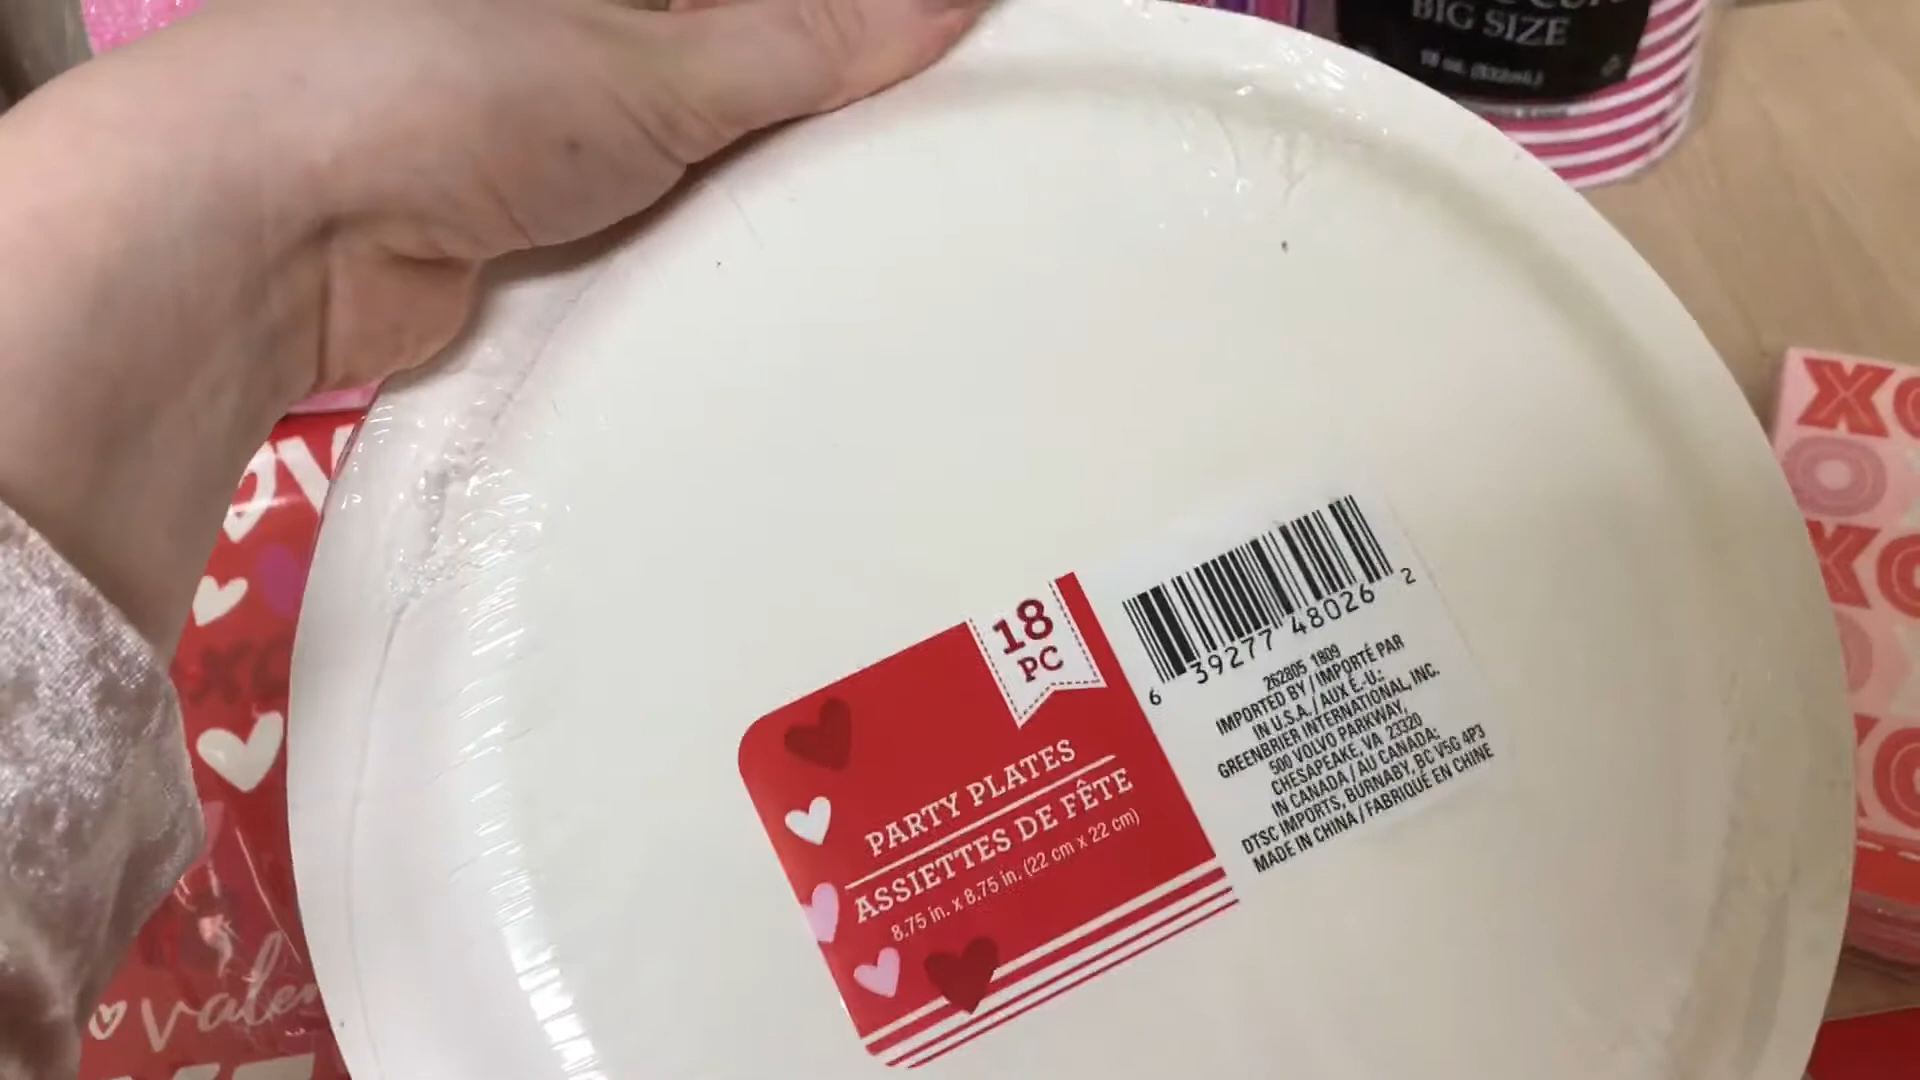 BIG SIZE
18 oz. (532mL)
18
PC
PARTY PLATES
ASSIETTES DE FÊTE
8.75 in. x 8.75 in. (22 cm x 22 cm)
6 39277 48026 2
262805 1809
IMPORTED BY / IMPORTÉ PAR
IN U.S.A. / AUX É.-U.:
GREENBRIER INTERNATIONAL, INC.
500 VOLVO PARKWAY,
CHESAPEAKE, VA 23320
IN CANADA / AU CANADA:
DTSC IMPORTS, BURNABY, BC V5G 4P3
MADE IN CHINA / FABRIQUÉ EN CHINE
XO
XO